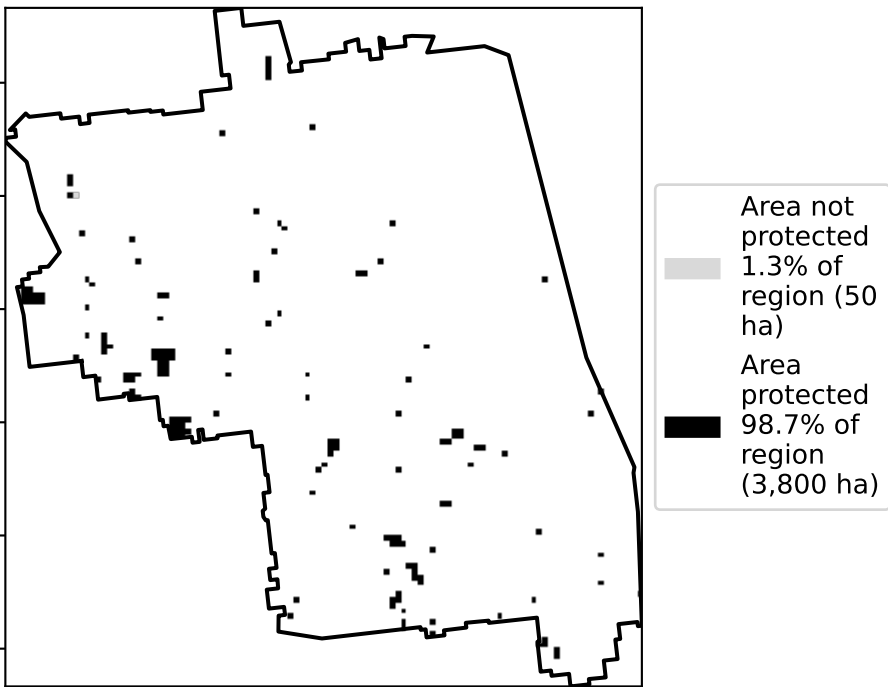 Area not
protected
1.3% of
region (50
ha)
Area
protected
98.7% of
region
(3,800 ha)